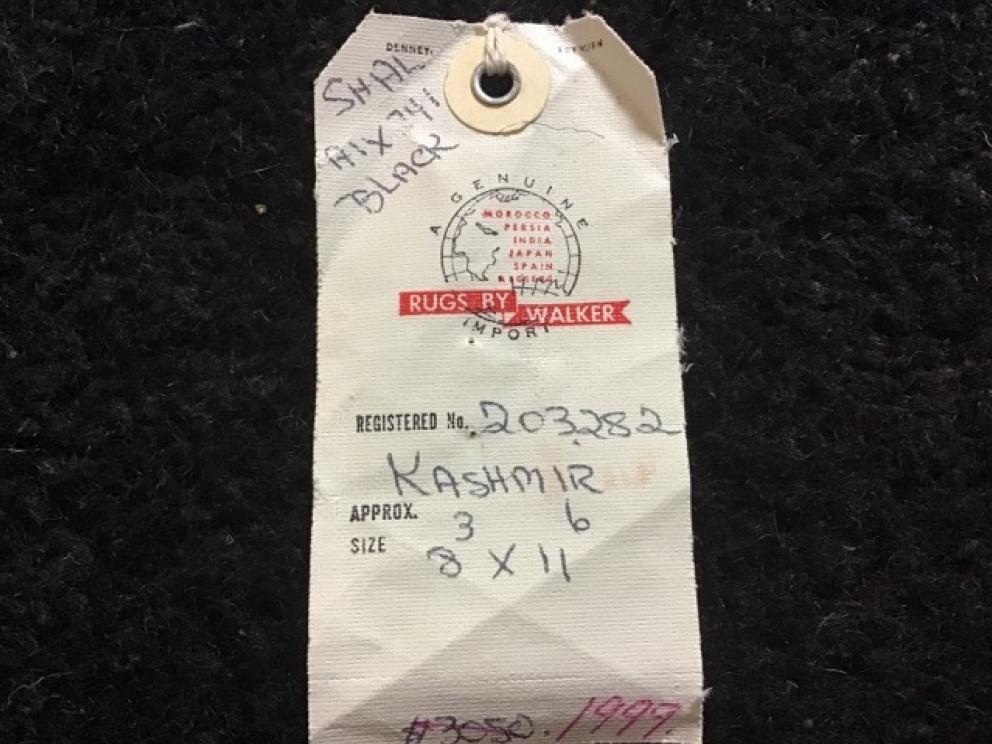 DENNEY-
SHAL
A1X 741
BLACK
A GENUINE
MOROCCO
PERSIA
INDIA
JAPAN
SPAIN
RUGS BY WALKER
IMPORT
REGISTERED No. 203282
KASHMIR
APPROX. 3 6
SIZE 8 X 11
#3050. 1999.